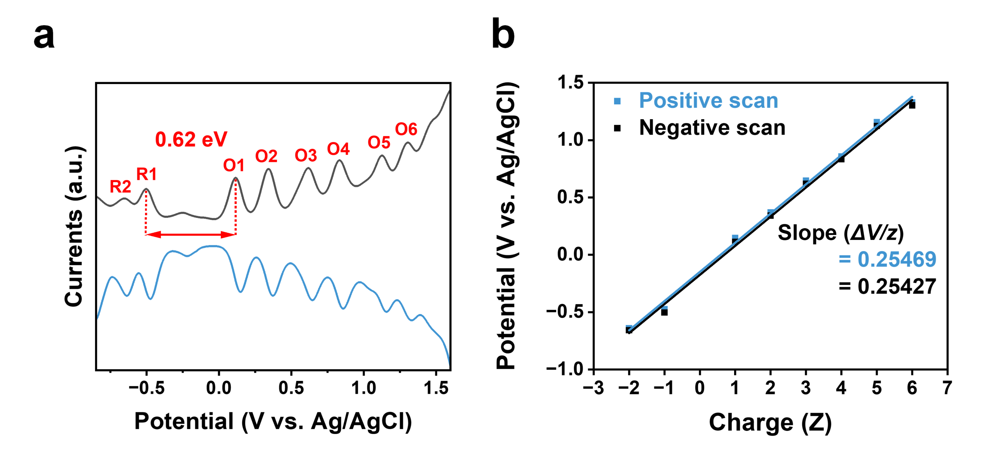 a
Currents (a.u.)
0.62 eV
R2
R1
O1
O2
O3
O4
O5
O6
−0.5
0.0
0.5
1.0
1.5
Potential (V vs. Ag/AgCl)
b
Potential (V vs. Ag/AgCl)
1.5
1.0
0.5
0.0
−0.5
−1.0
Positive scan
Negative scan
Slope (ΔV/z)
= 0.25469
= 0.25427
−3
−2
−1
0
1
2
3
4
5
6
7
Charge (Z)